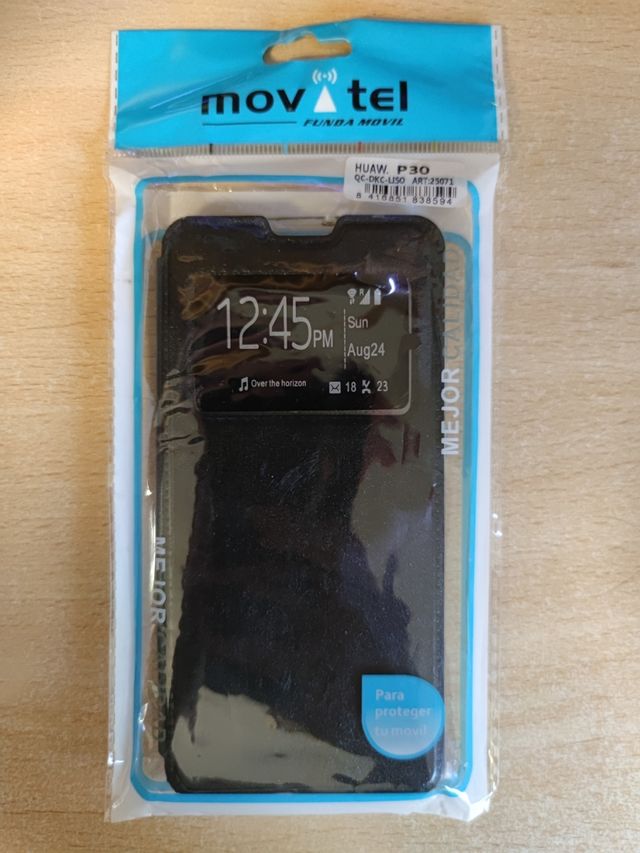 movatel
FUNDA MOVIL
HUAW. P30
QC-DKC-LISO ART:25071
8 416851 838594
12:45PM
Sun
Aug24
Over the horizon
18 23
MEJOR CALIDAD
MEJOR CALIDAD
Para
proteger
tu movil